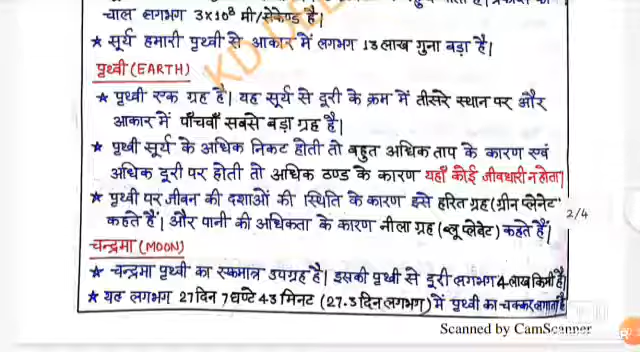 चाल लगभग 3×10⁸ मी/सेकेण्ड है।
★ सूर्य हमारी पृथ्वी से आकार में लगभग 13 लाख गुना बड़ा है।
पृथ्वी (EARTH)
★ पृथ्वी एक ग्रह है। यह सूर्य से दूरी के क्रम में तीसरे स्थान पर और
आकार में पाँचवाँ सबसे बड़ा ग्रह है।
★ पृथ्वी सूर्य के अधिक निकट होती तो बहुत अधिक ताप के कारण एवं
अधिक दूरी पर होती तो अधिक ठण्ड के कारण यहाँ कोई जीवधारी न होता।
★ पृथ्वी पर जीवन की दशाओं की स्थिति के कारण इसे हरित ग्रह (ग्रीन प्लेनेट)
2/4
कहते हैं। और पानी की अधिकता के कारण नीला ग्रह (ब्लू प्लेनेट) कहते हैं।
चन्द्रमा (MOON)
★ चन्द्रमा पृथ्वी का एकमात्र उपग्रह है। इसकी पृथ्वी से दूरी लगभग 4 लाख किमी है।
★ यह लगभग 27 दिन 7 घण्टे 43 मिनट (27.3 दिन लगभग) में पृथ्वी का चक्कर लगाता है
Scanned by CamScanner